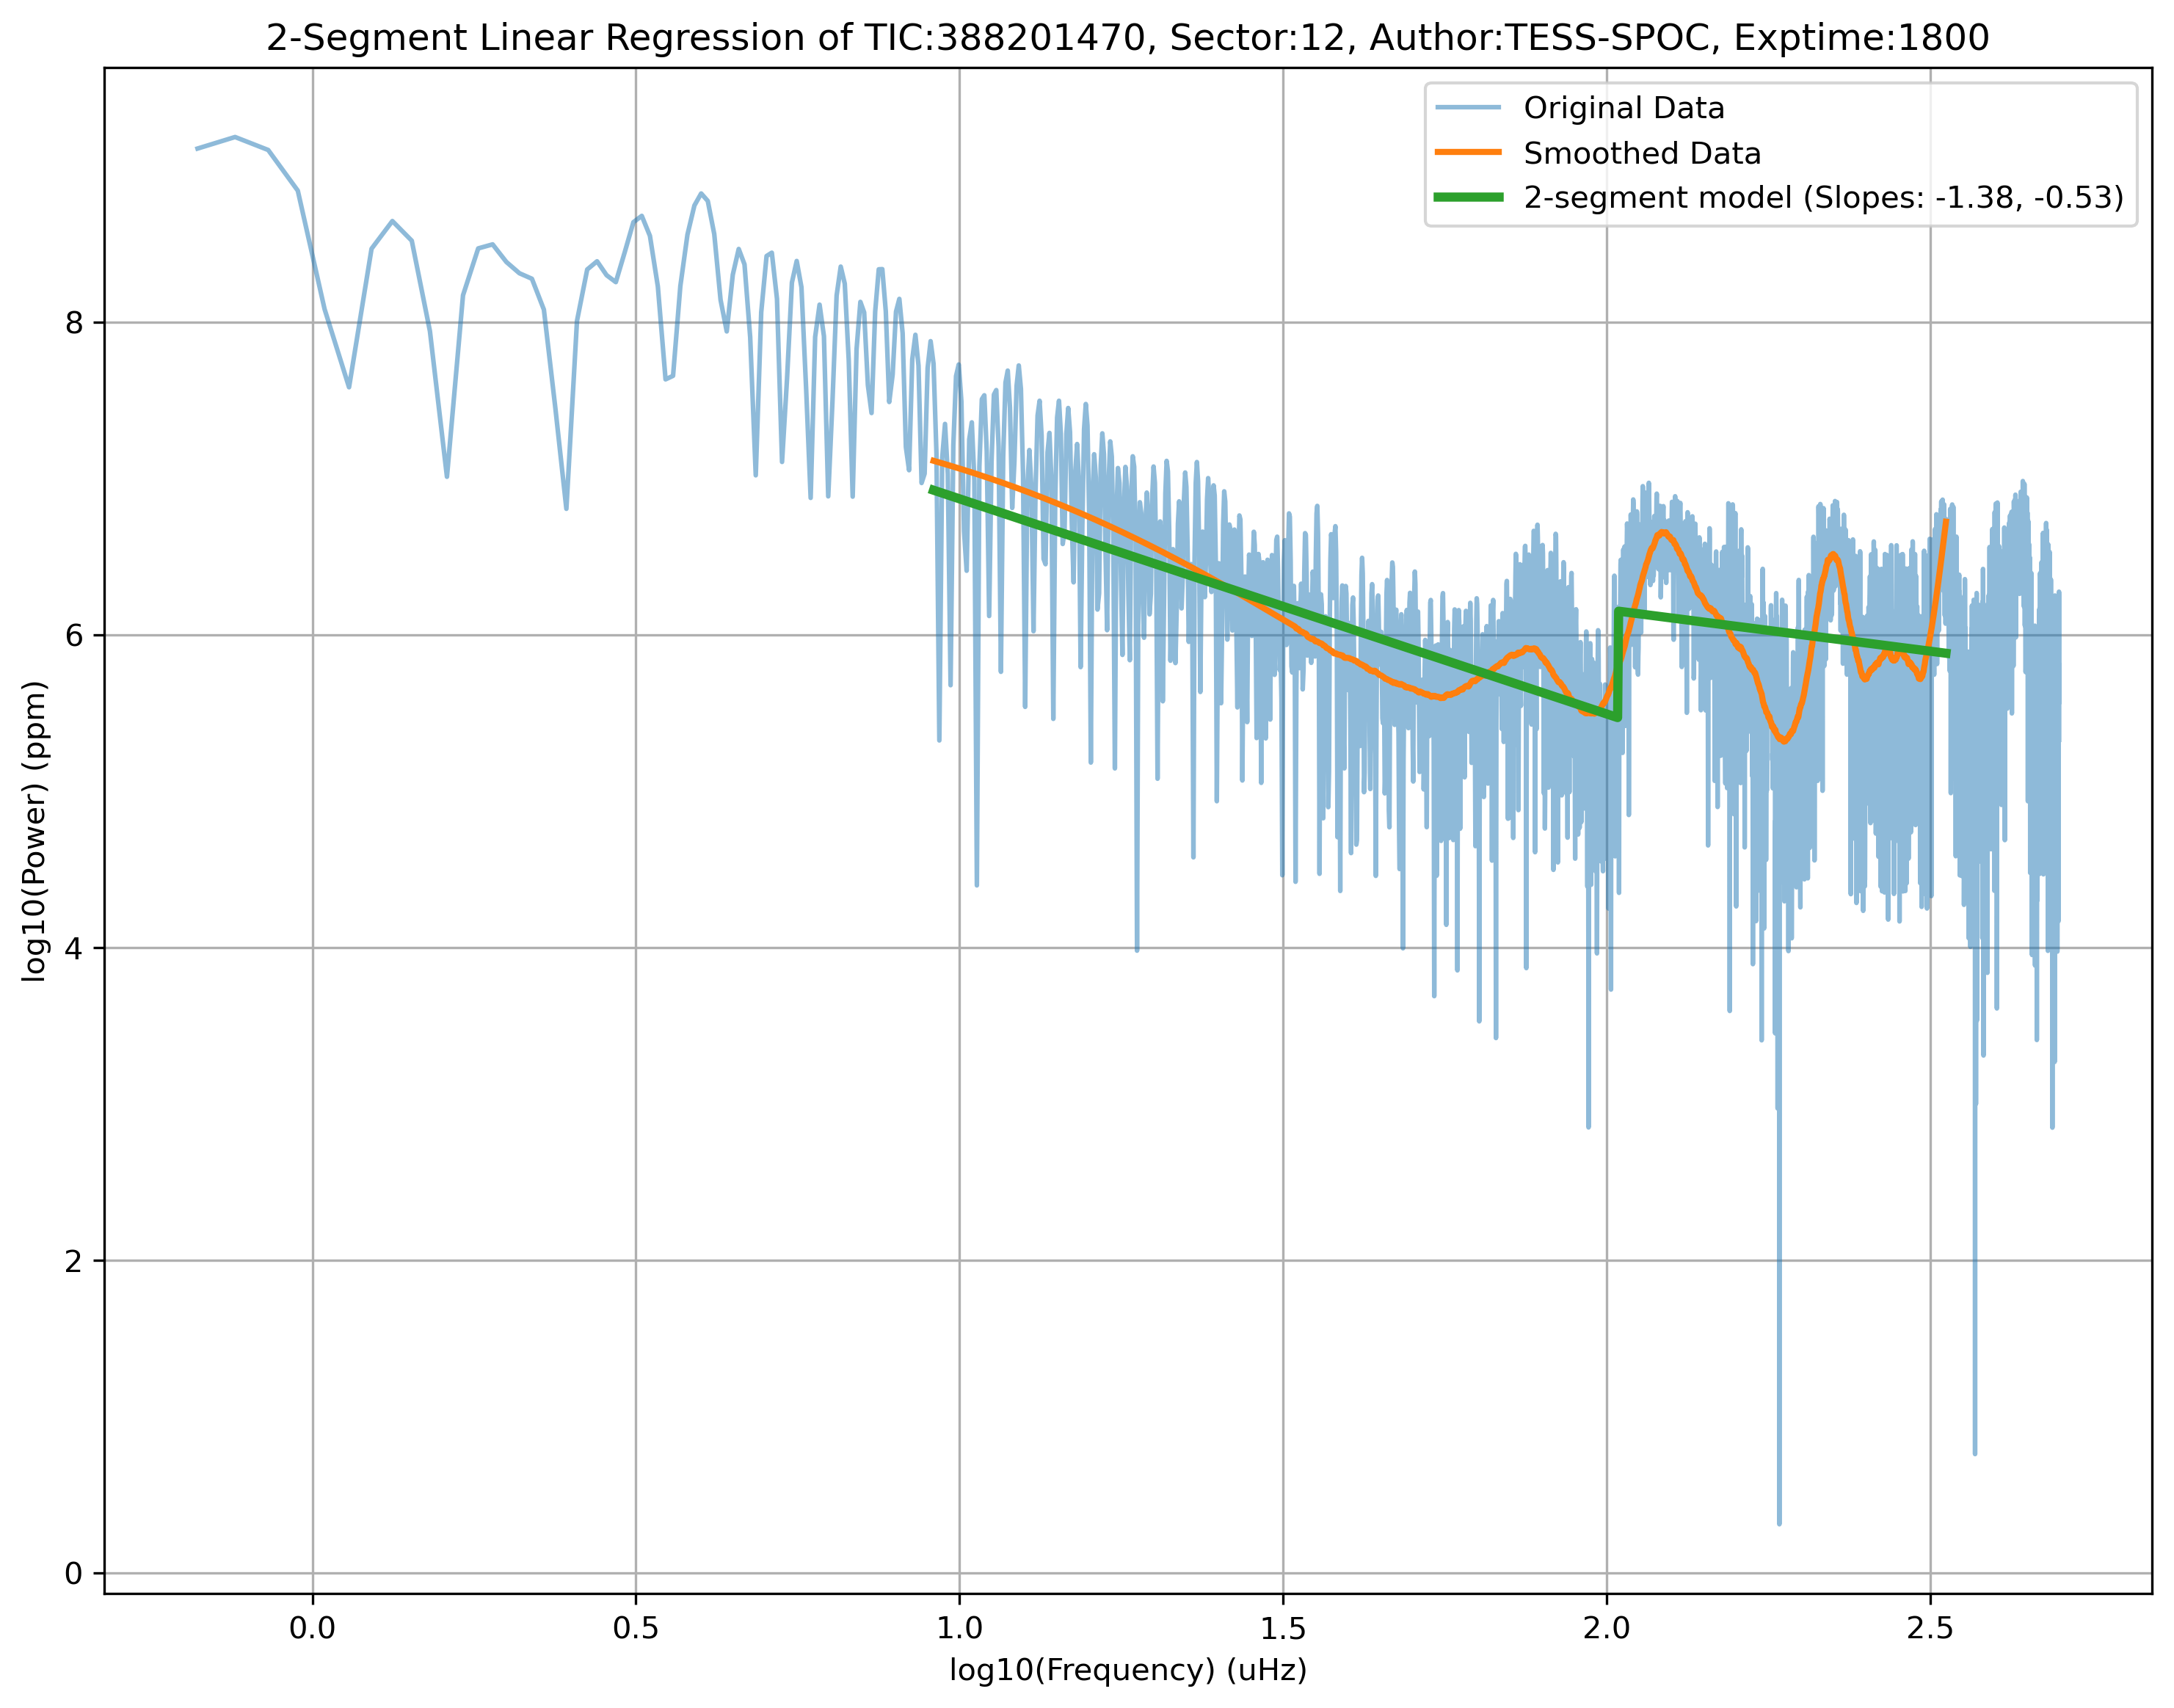 2-Segment Linear Regression of TIC:388201470, Sector:12, Author:TESS-SPOC, Exptime:1800
Original Data
Smoothed Data
2-segment model (Slopes: -1.38, -0.53)
log10(Power) (ppm)
8
6
4
2
0
0.0 0.5 1.0 1.5 2.0 2.5
log10(Frequency) (uHz)